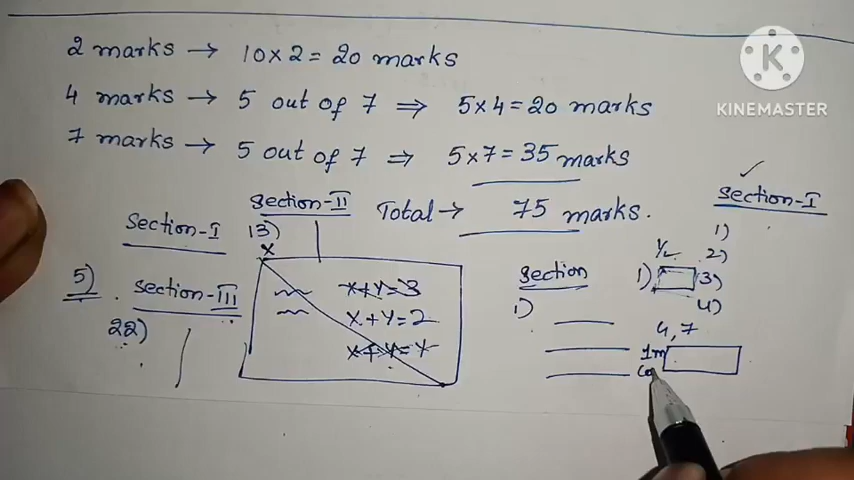 2 marks → 10×2 = 20 marks
4 marks → 5 out of 7 ⇒ 5×4 = 20 marks
7 marks → 5 out of 7 ⇒ 5×7 = 35 marks
Total → 75 marks.
Section-I
Section-II
13)
X
5)
Section-III
22)
X+Y=3
X+Y=2
X+Y=Y
Section
1)
Section-I
1)
2)
3)
4)
1)
4, 7
1m
K
KINEMASTER